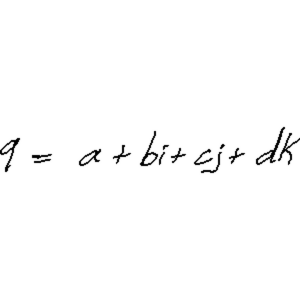 q = a + bi + cj + dk